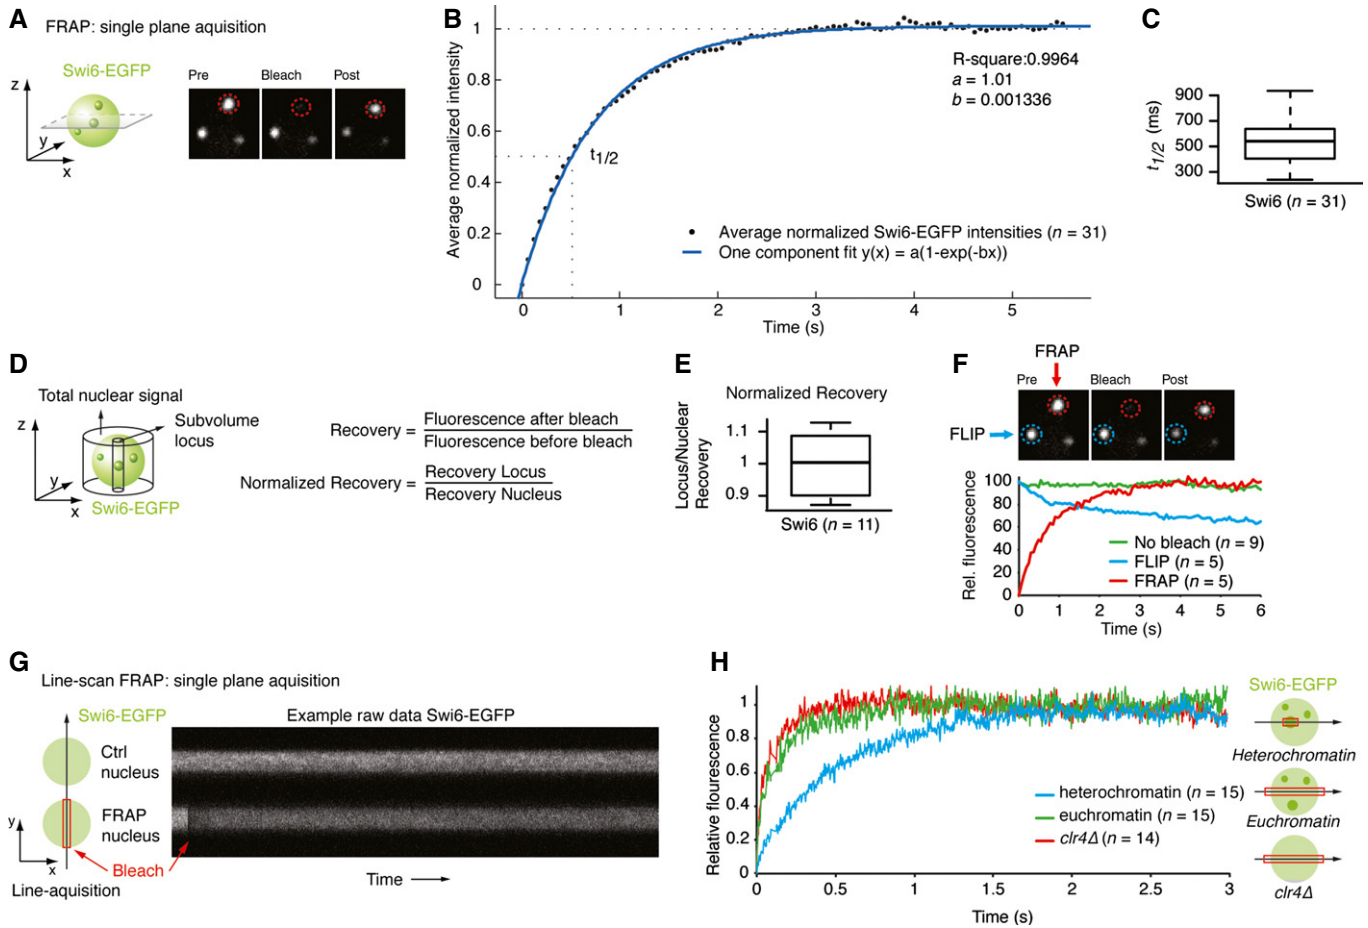 A
FRAP: single plane aquisition
Swi6-EGFP
z
y
x
Pre
Bleach
Post
B
Average normalized intensity
1
0.8
0.6
0.4
0.2
0
t1/2
R-square:0.9964
a = 1.01
b = 0.001336
Average normalized Swi6-EGFP intensities (n = 31)
One component fit y(x) = a(1-exp(-bx))
0
1
2
3
4
5
Time (s)
C
t1/2 (ms)
900
700
500
300
Swi6 (n = 31)
D
Total nuclear signal
Subvolume
locus
z
y
x
Swi6-EGFP
Recovery = Fluorescence after bleach
Fluorescence before bleach
Normalized Recovery = Recovery Locus
Recovery Nucleus
E
Normalized Recovery
Locus/Nuclear
Recovery
1.1
1
0.9
Swi6 (n = 11)
F
FRAP
Pre
Bleach
Post
FLIP
Rel. fluorescence
100
80
60
40
20
0
No bleach (n = 9)
FLIP (n = 5)
FRAP (n = 5)
0
1
2
3
4
5
6
Time (s)
G
Line-scan FRAP: single plane aquisition
Swi6-EGFP
Example raw data Swi6-EGFP
Ctrl
nucleus
FRAP
nucleus
y
x
Bleach
Line-aquisition
Time
H
Relative flourescence
1
0.8
0.6
0.4
0.2
0
heterochromatin (n = 15)
euchromatin (n = 15)
clr4Δ (n = 14)
0
0.5
1
1.5
2
2.5
3
Time (s)
Swi6-EGFP
Heterochromatin
Euchromatin
clr4Δ